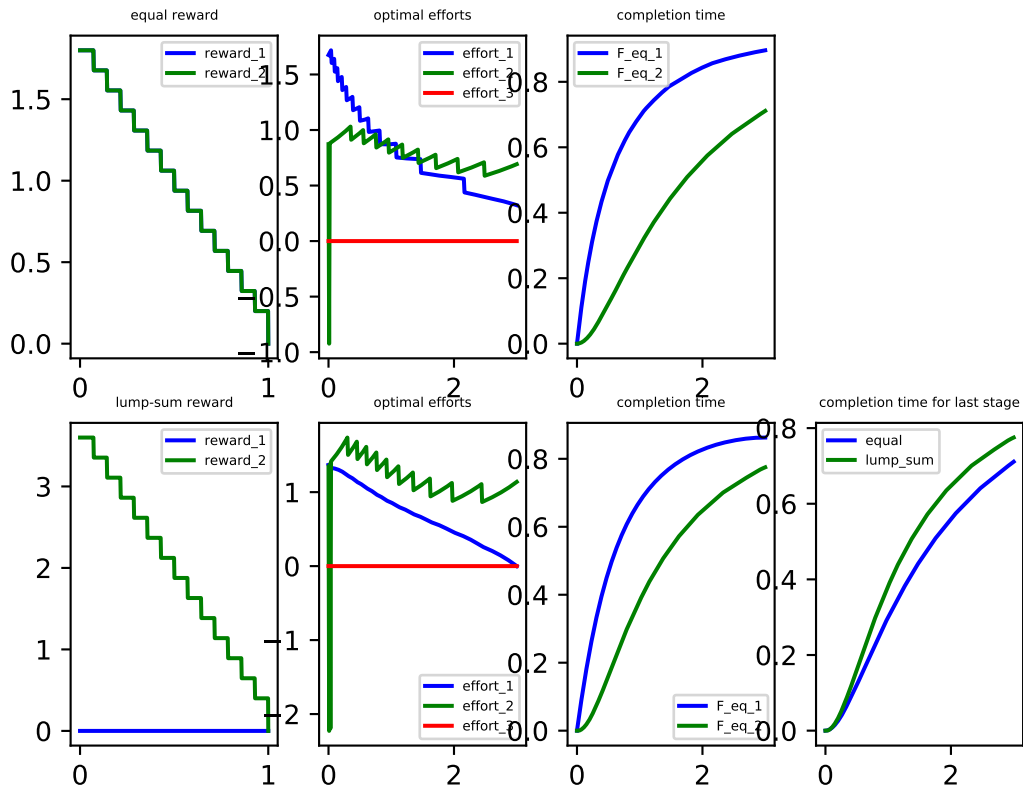 equal reward
reward_1
reward_2
1.5
1.0
0.5
0.0
0
1
optimal efforts
effort_1
effort_2
effort_3
1.5
1.0
0.5
0.0
−0.5
−1.0
0
2
completion time
F_eq_1
F_eq_2
0.8
0.6
0.4
0.2
0.0
0
2
lump-sum reward
reward_1
reward_2
3
2
1
0
0
1
optimal efforts
1
0
−1
−2
effort_1
effort_2
effort_3
0
2
completion time
0.8
0.6
0.4
0.2
0.0
F_eq_1
F_eq_2
0
2
completion time for last stage
equal
lump_sum
0.8
0.6
0.4
0.2
0.0
0
2